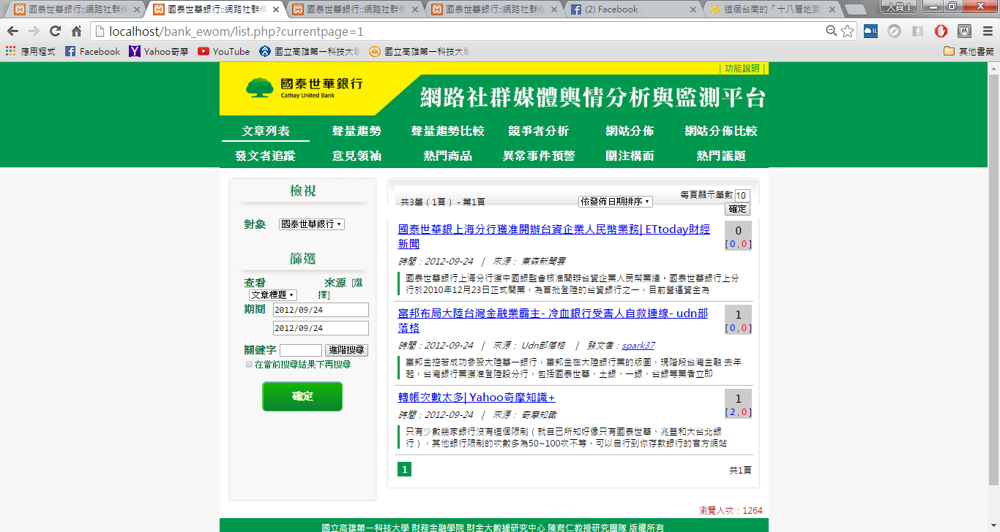 國泰世華銀行::網路社群媒
國泰世華銀行::網路社群媒
國泰世華銀行::網路社群媒
國泰世華銀行::網路社群媒
(2) Facebook
這個台南的「十八層地獄
人員1
localhost/bank_ewom/list.php?currentpage=1
應用程式
Facebook
Yahoo奇摩
YouTube
國立高雄第一科技大學
國立高雄第一科技大學
其他書籤
| 功能說明 |
國泰世華銀行
Cathay United Bank
網路社群媒體輿情分析與監測平台
文章列表 聲量趨勢 聲量趨勢比較 競爭者分析 網站分佈 網站分佈比較
發文者追蹤 意見領袖 熱門商品 異常事件預警 關注構面 熱門議題
檢視
對象 國泰世華銀行
篩選
查看 來源 [選
文章標題 擇]
期間 2012/09/24
2012/09/24
關鍵字 進階搜尋
在當前搜尋結果下再搜尋
確定
共3筆（1頁） - 第1頁
依發佈日期排序
每頁顯示筆數 10
確定
國泰世華銀上海分行獲准開辦台資企業人民幣業務| ETtoday財經
新聞
0
[0,0]
時間：2012-09-24 | 來源： 東森新聞雲
國泰世華銀行上海分行獲中國銀監會核准開辦台資企業人民幣業績。國泰世華銀行上分
行於2010年12月23日正式開業，為首批登陸的台資銀行之一，目前營運資金為
富邦布局大陸台灣金融業霸主- 冷血銀行受害人自救連線- udn部
落格
1
[0,0]
時間：2012-09-24 | 來源： Udn部落格 | 發文者：spark37
富邦金控若成功參股大陸華一銀行，富邦金在大陸銀行業的版圖，現階段台灣金融 去年
起，台灣銀行業獲准登陸設分行，包括國泰世華、土銀、一銀、台銀等業者立即
轉帳次數太多| Yahoo奇摩知識+
1
[2,0]
時間：2012-09-24 | 來源： 奇摩知識
只有少數幾家銀行沒有這個限制（就自己所知好像只有國泰世華、兆豐和大台北銀
行），其他銀行限制的次數多為50~100次不等，可以自行到你存款銀行的官方網站
1
共1頁
瀏覽人次：1264
國立高雄第一科技大學 財務金融學院 財金大數據研究中心 陳育仁教授研究團隊 版權所有